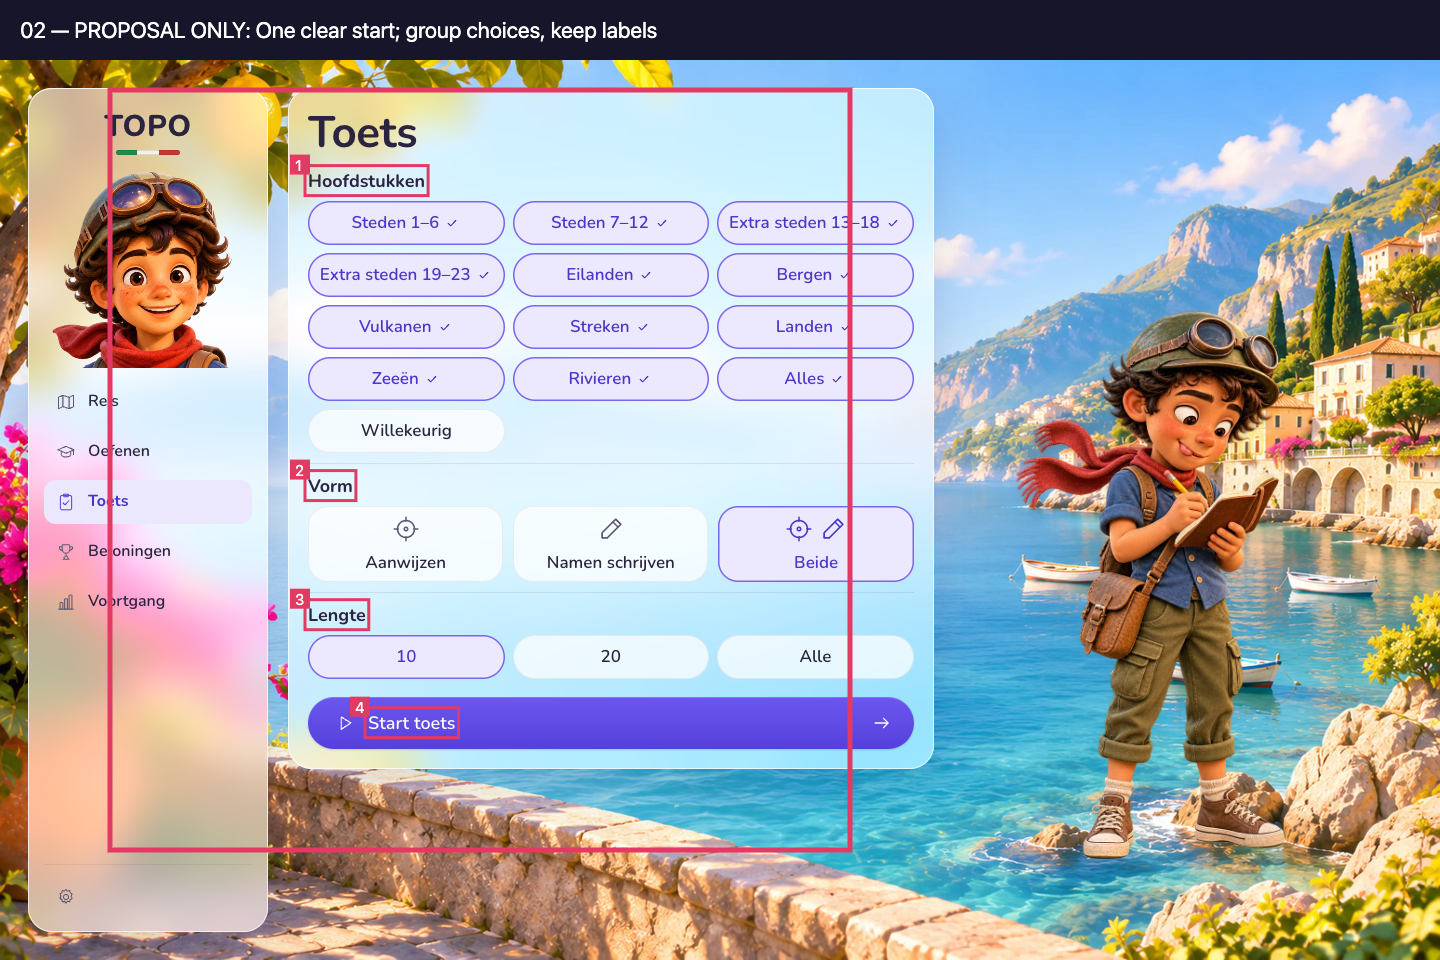 02 — PROPOSAL ONLY: One clear start; group choices, keep labels
TOPO
Reis
Oefenen
Toets
Beloningen
Voortgang
Toets
1
Hoofdstukken
Steden 1–6
Steden 7–12
Extra steden 13–18
Extra steden 19–23
Eilanden
Bergen
Vulkanen
Streken
Landen
Zeeën
Rivieren
Alles
Willekeurig
2
Vorm
Aanwijzen
Namen schrijven
Beide
3
Lengte
10
20
Alle
4
Start toets